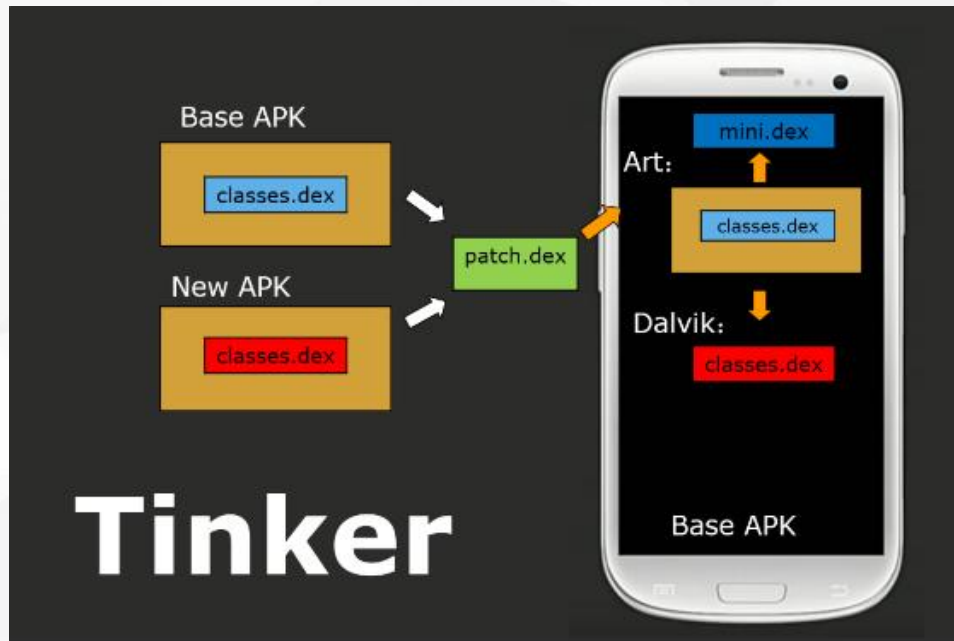 Base APK
classes.dex
New APK
classes.dex
patch.dex
Tinker
mini.dex
Art：
classes.dex
Dalvik：
classes.dex
Base APK